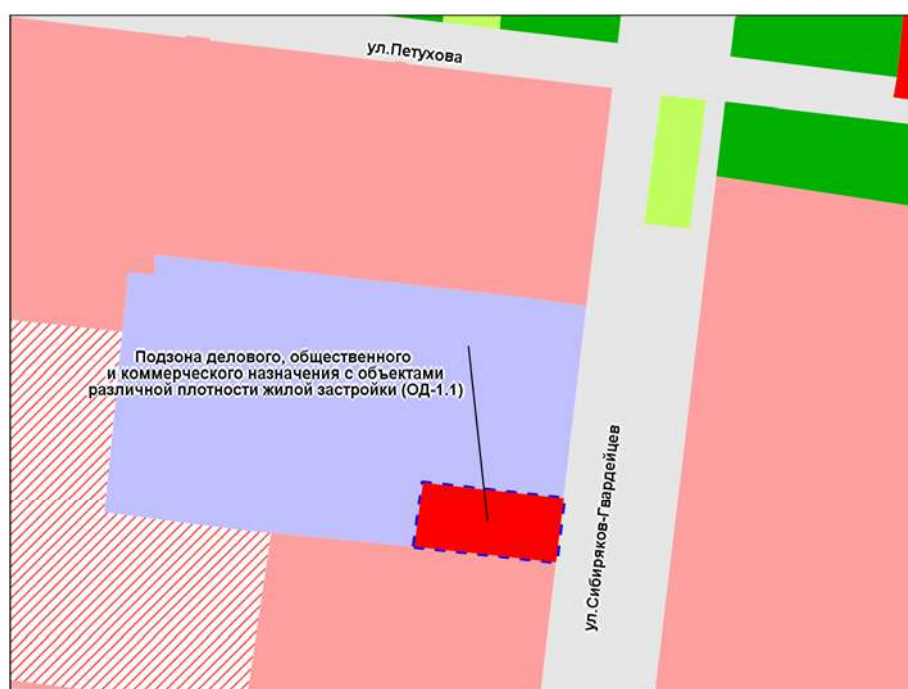 ул.Петухова
Подзона делового, общественного
и коммерческого назначения с объектами
различной плотности жилой застройки (ОД-1.1)
ул.Сибиряков-Гвардейцев